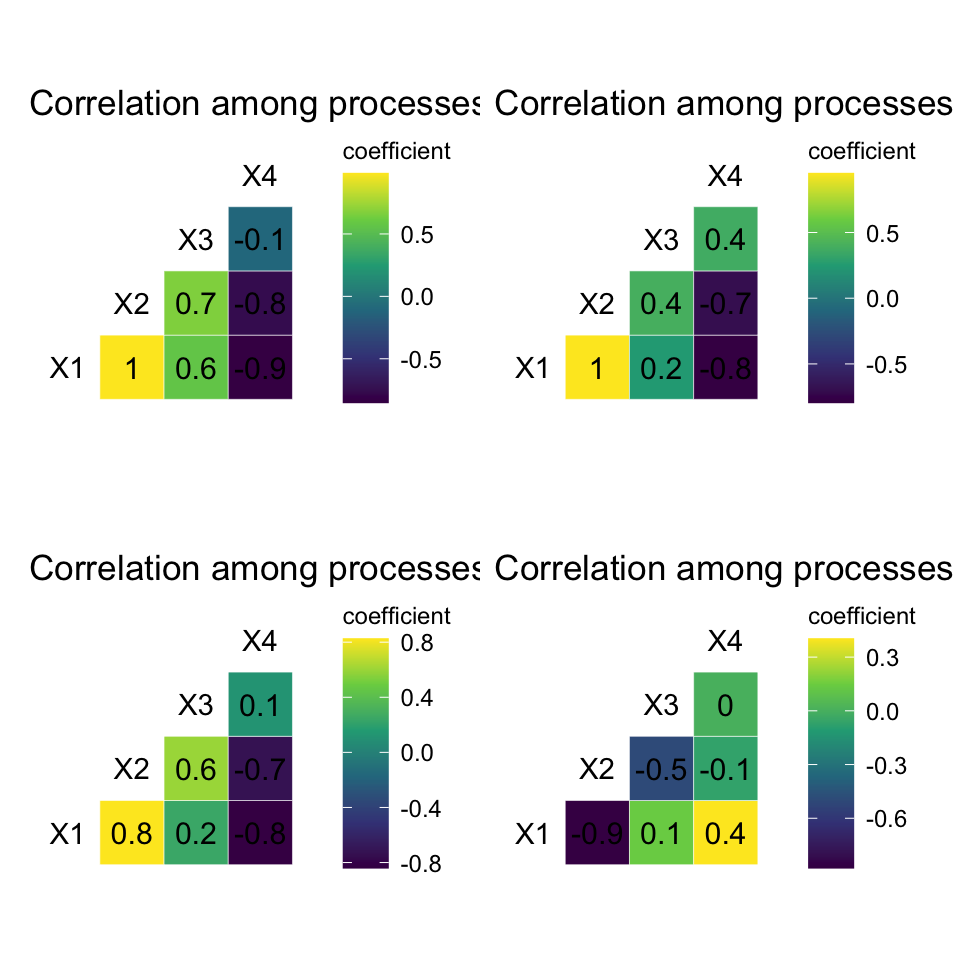 Correlation among processes
coefficient
X4
X3 -0.1
X2 0.7 -0.8
X1 1 0.6 -0.9
0.5
0.0
-0.5
Correlation among processes
coefficient
X4
X3 0.4
X2 0.4 -0.7
X1 1 0.2 -0.8
0.5
0.0
-0.5
Correlation among processes
coefficient
X4
X3 0.1
X2 0.6 -0.7
X1 0.8 0.2 -0.8
0.8
0.4
0.0
-0.4
-0.8
Correlation among processes
coefficient
X4
X3 0
X2 -0.5 -0.1
X1 -0.9 0.1 0.4
0.3
0.0
-0.3
-0.6